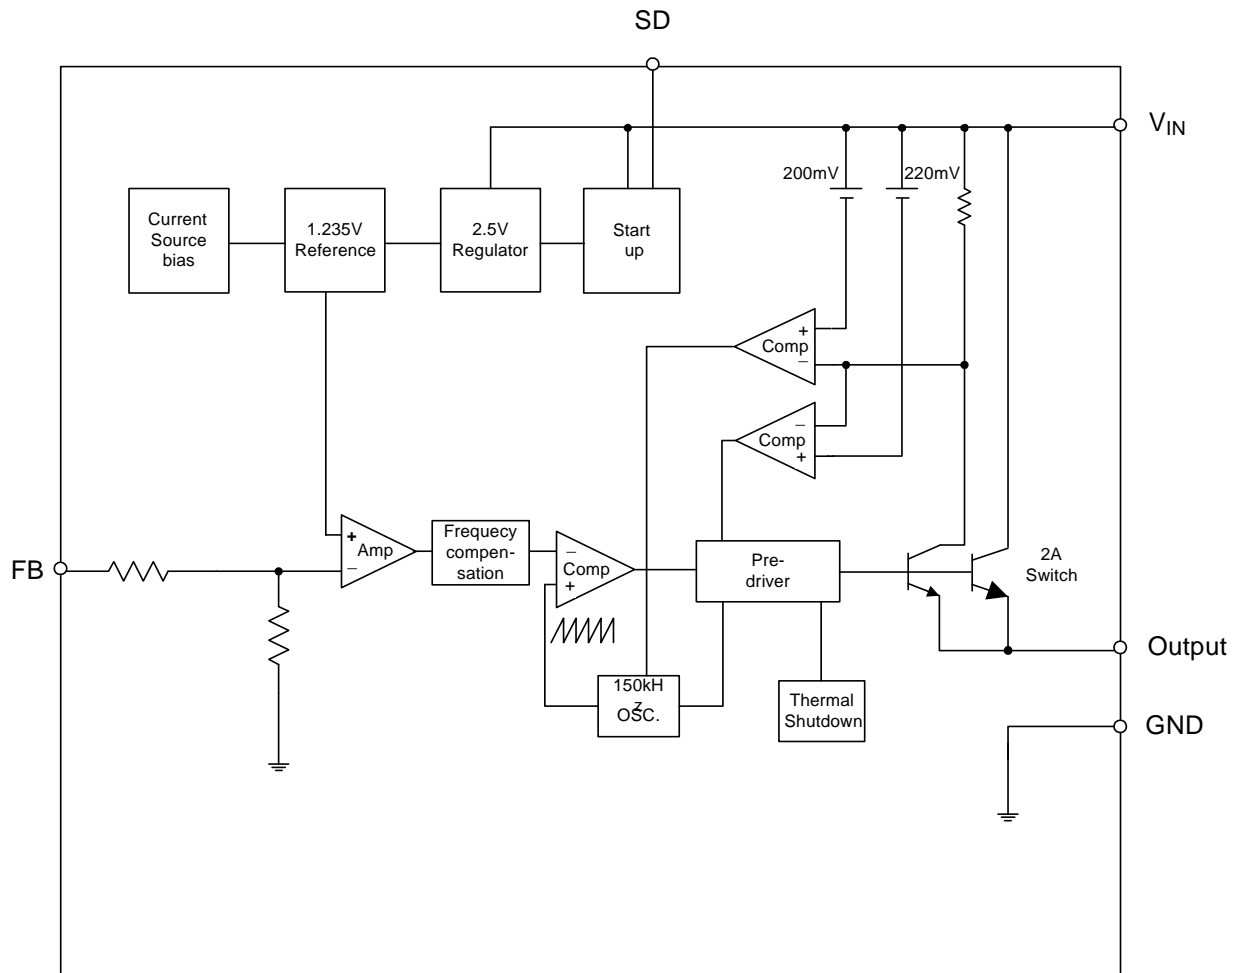 SD
V_IN
200mV
220mV
Current
Source
bias
1.235V
Reference
2.5V
Regulator
Start
up
+
Comp
−
−
Comp
+
+
Amp
−
Frequecy
compen-
sation
−
Comp
+
Pre-
driver
2A
Switch
FB
Output
150kH
z
OSC.
Thermal
Shutdown
GND